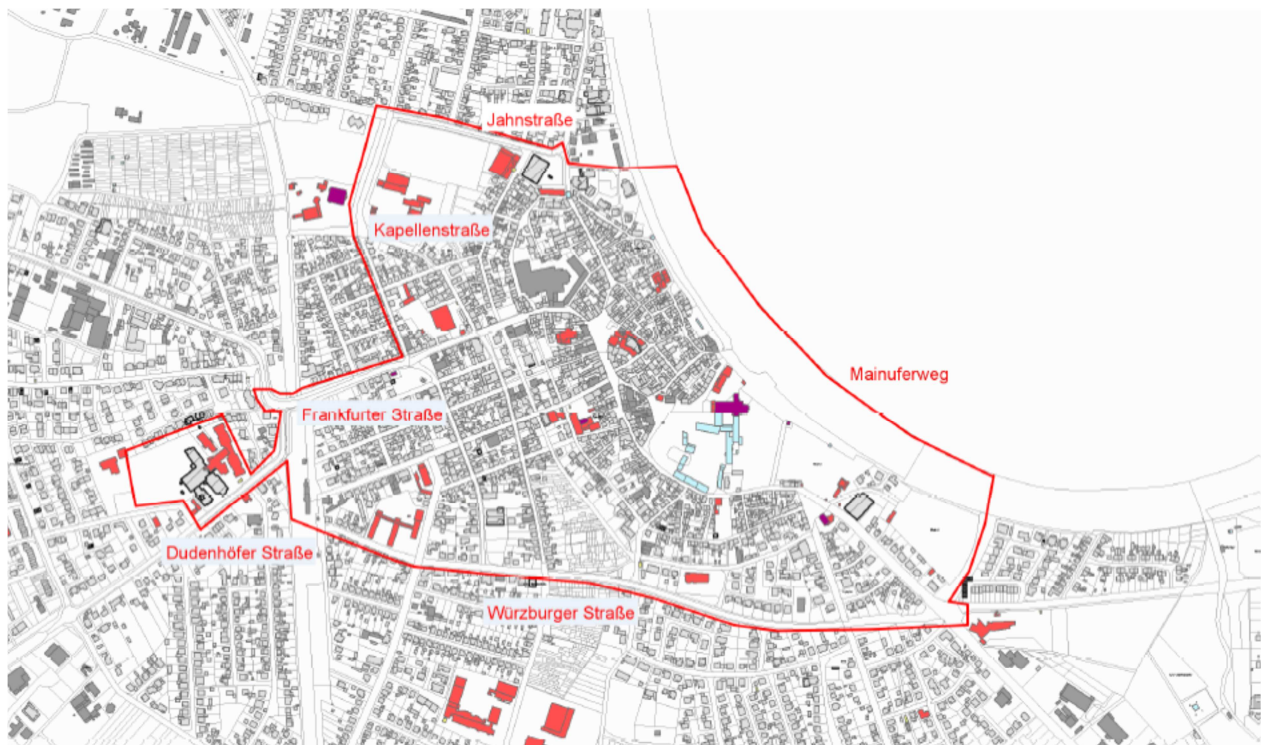 Jahnstraße
Kapellenstraße
Mainuferweg
Frankfurter Straße
Dudenhöfer Straße
Würzburger Straße